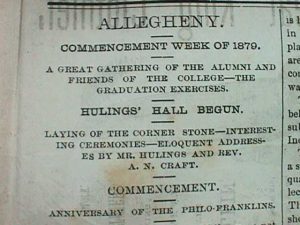 ALLEGHENY.
COMMENCEMENT WEEK OF 1879.
A GREAT GATHERING OF THE ALUMNI AND
FRIENDS OF THE COLLEGE—THE
GRADUATION EXERCISES.
HULINGS' HALL BEGUN.
LAYING OF THE CORNER STONE—INTEREST-
ING CEREMONIES—ELOQUENT ADDRESS-
ES BY MR. HULINGS AND REV.
A. N. CRAFT.
COMMENCEMENT.
ANNIVERSARY OF THE PHILO-FRANKLINS.